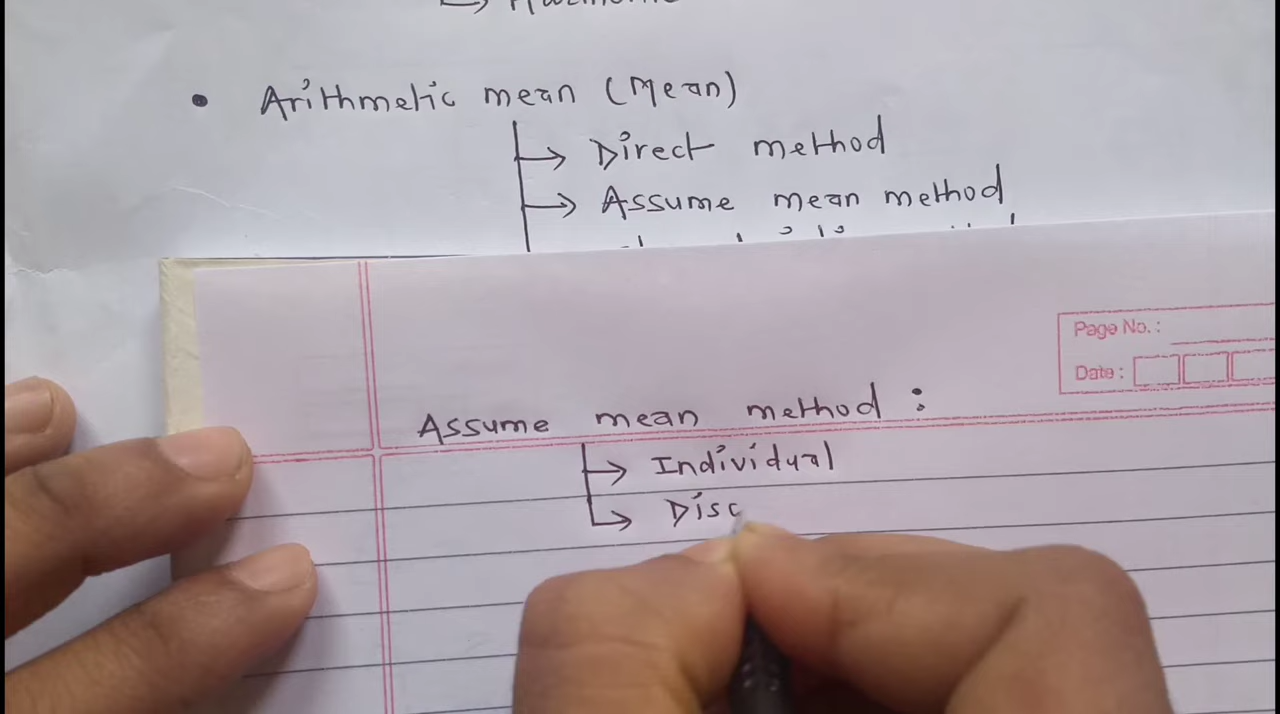 • Arithmetic mean (Mean)
→ Direct method
→ Assume mean method
Page No. :
Date :
Assume mean method :
→ Individual
→ Disc